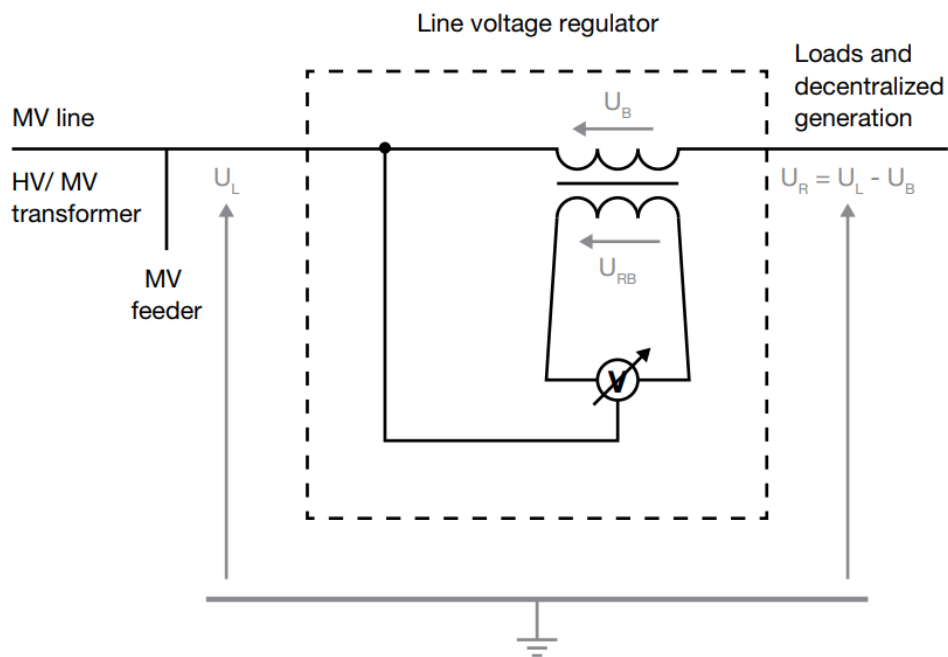 Line voltage regulator
Loads and
decentralized
generation
MV line
HV/ MV
transformer
MV
feeder
U_L
U_B
U_R = U_L - U_B
U_RB
V